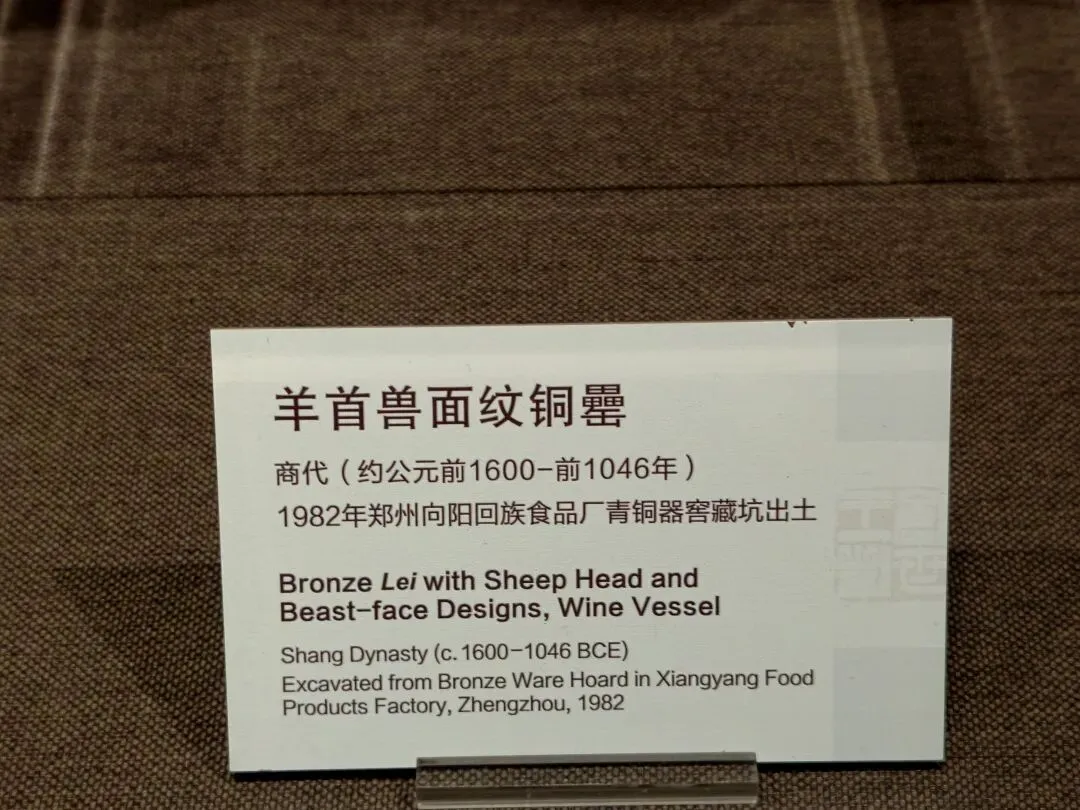 羊首兽面纹铜罍
商代（约公元前1600-前1046年）
1982年郑州向阳回族食品厂青铜器窖藏坑出土
Bronze Lei with Sheep Head and
Beast-face Designs, Wine Vessel
Shang Dynasty (c. 1600-1046 BCE)
Excavated from Bronze Ware Hoard in Xiangyang Food
Products Factory, Zhengzhou, 1982